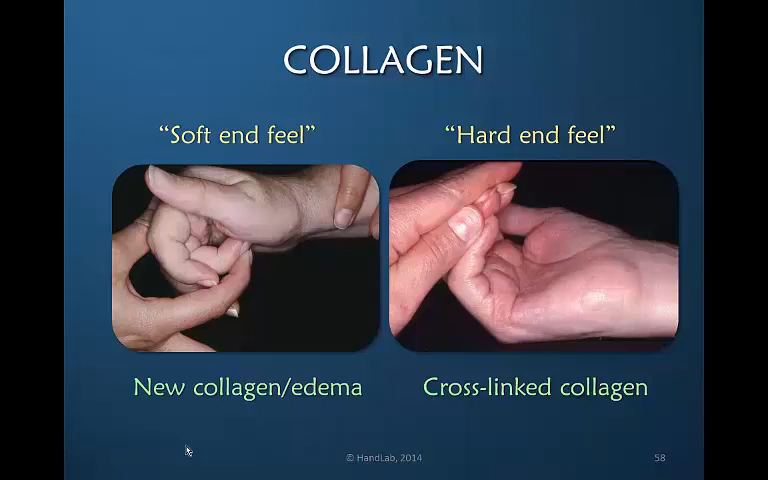 COLLAGEN
“Soft end feel”
“Hard end feel”
New collagen/edema
Cross-linked collagen
© HandLab, 2014
58